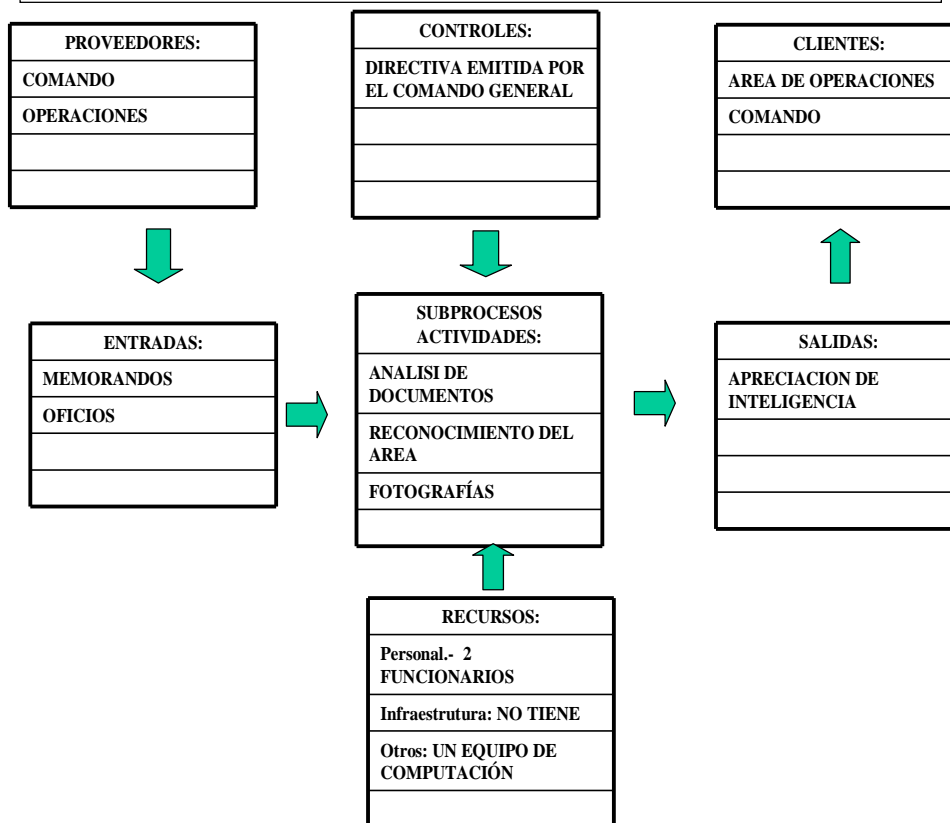 PROVEEDORES:
COMANDO
OPERACIONES
CONTROLES:
DIRECTIVA EMITIDA POR
EL COMANDO GENERAL
CLIENTES:
AREA DE OPERACIONES
COMANDO
ENTRADAS:
MEMORANDOS
OFICIOS
SUBPROCESOS
ACTIVIDADES:
ANALISI DE
DOCUMENTOS
RECONOCIMIENTO DEL
AREA
FOTOGRAFÍAS
SALIDAS:
APRECIACION DE
INTELIGENCIA
RECURSOS:
Personal.- 2
FUNCIONARIOS
Infraestrutura: NO TIENE
Otros: UN EQUIPO DE
COMPUTACIÓN